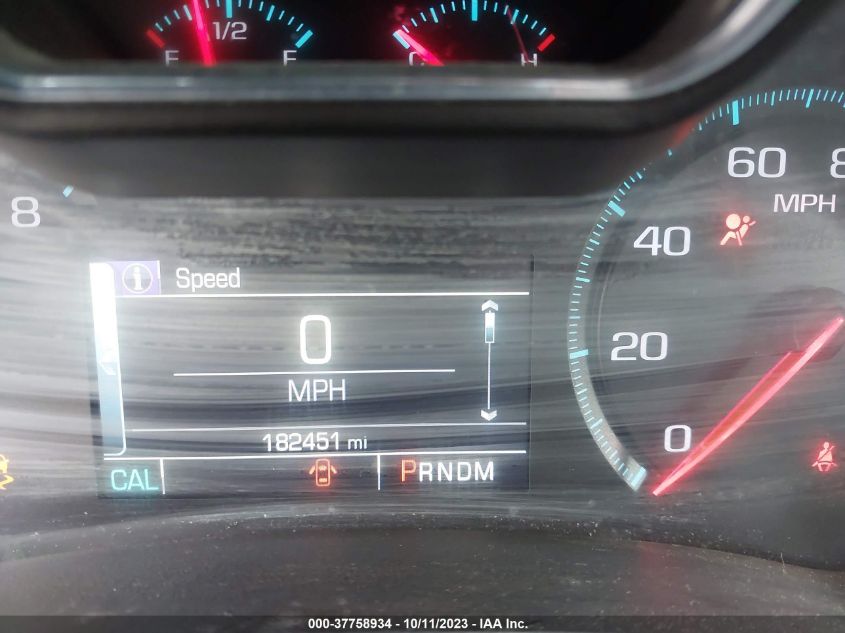 1/2
E F
C H
8
60 8
MPH
40
20
0
Speed
0
MPH
182451 mi
CAL PRNDM
000-37758934 - 10/11/2023 - IAA Inc.